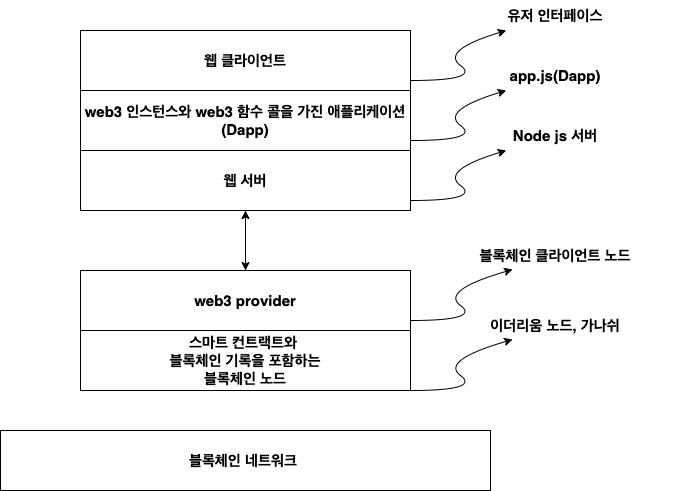 유저 인터페이스
웹 클라이언트
app.js(Dapp)
web3 인스턴스와 web3 함수 콜을 가진 애플리케이션
(Dapp)
Node js 서버
웹 서버
블록체인 클라이언트 노드
web3 provider
이더리움 노드, 가나쉬
스마트 컨트랙트와
블록체인 기록을 포함하는
블록체인 노드
블록체인 네트워크